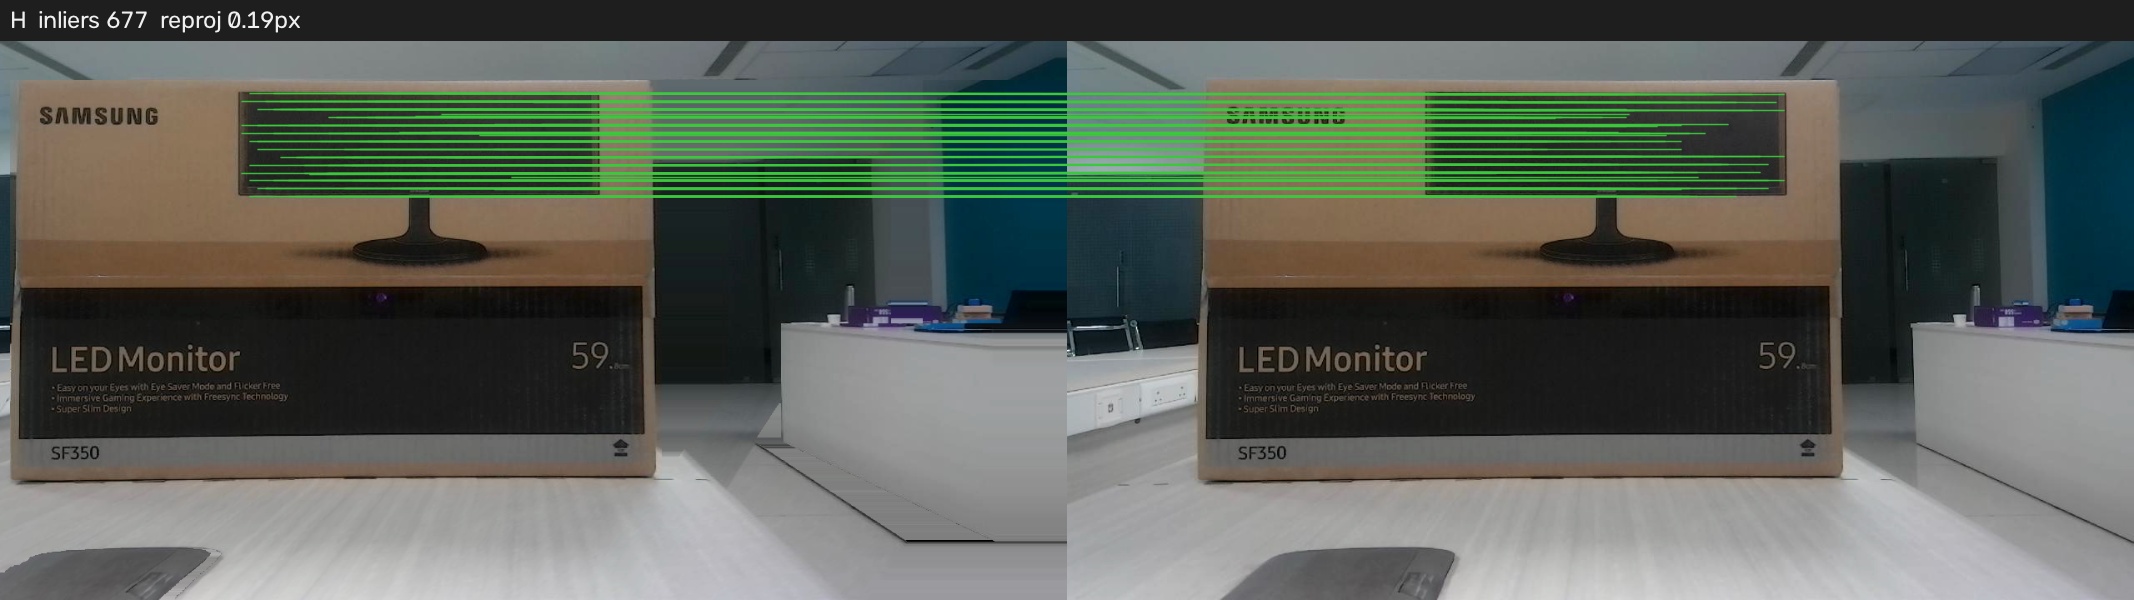 H inliers 677 reproj 0.19px
SAMSUNG
LED Monitor
59.
• Easy on your Eyes with Eye Saver Mode and Flicker Free
• Immersive Gaming Experience with Freesync Technology
• Super Slim Design
SF350
SAMSUNG
LED Monitor
59.
• Easy on your Eyes with Eye Saver Mode and Flicker Free
• Immersive Gaming Experience with Freesync Technology
• Super Slim Design
SF350